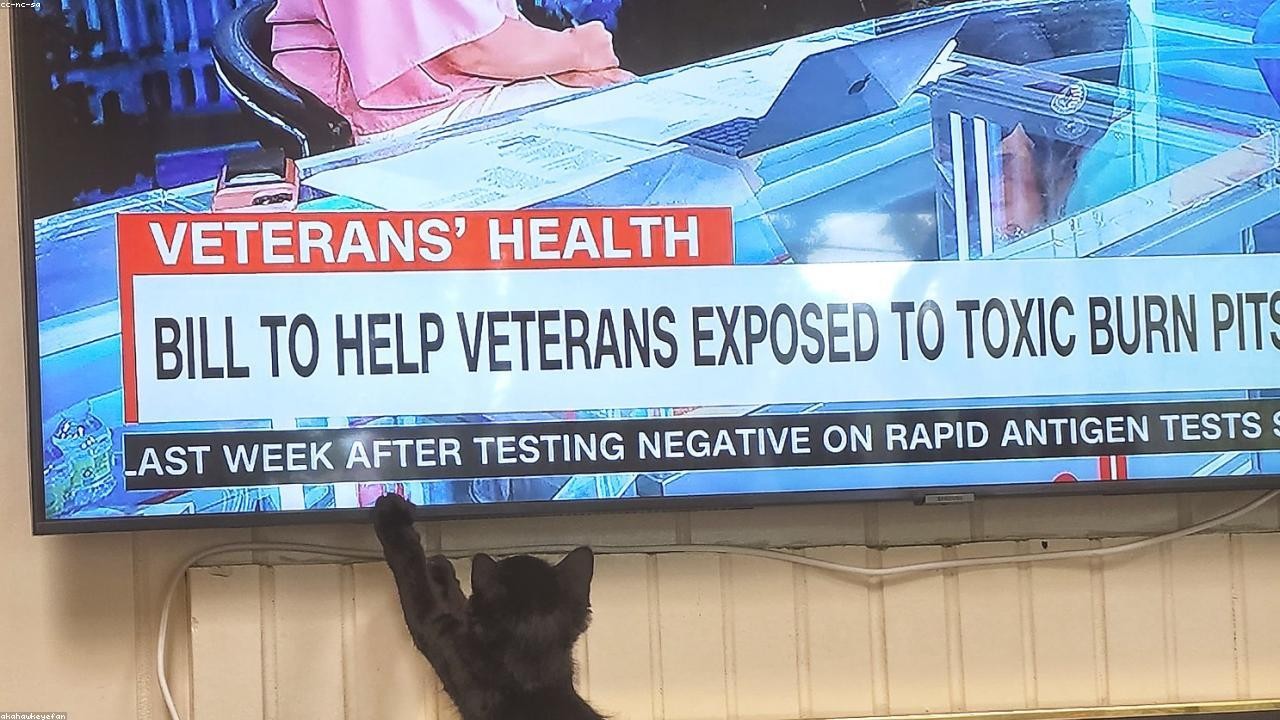 cc-nc-sa
VETERANS' HEALTH
BILL TO HELP VETERANS EXPOSED TO TOXIC BURN PITS
LAST WEEK AFTER TESTING NEGATIVE ON RAPID ANTIGEN TESTS S
SAMSUNG
akahawkeyefan